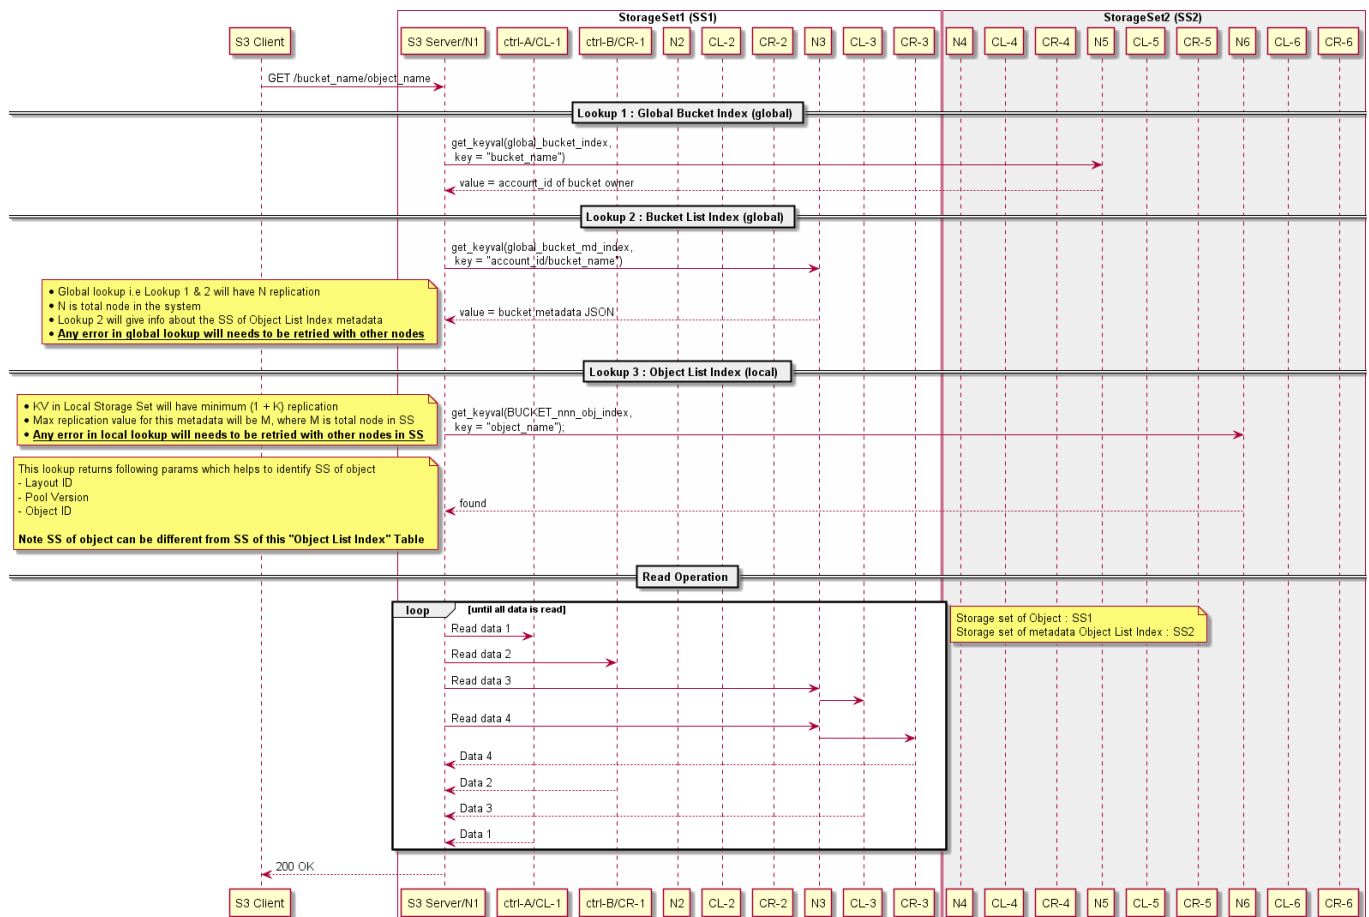 StorageSet1 (SS1)
StorageSet2 (SS2)
S3 Client
S3 Server/N1
ctrl-A/CL-1
ctrl-B/CR-1
N2
CL-2
CR-2
N3
CL-3
CR-3
N4
CL-4
CR-4
N5
CL-5
CR-5
N6
CL-6
CR-6
GET /bucket_name/object_name
Lookup 1 : Global Bucket Index (global)
get_keyval(global_bucket_index,
key = "bucket_name")
value = account_id of bucket owner
Lookup 2 : Bucket List Index (global)
get_keyval(global_bucket_md_index,
key = "account_id/bucket_name")
• Global lookup i.e Lookup 1 & 2 will have N replication
• N is total node in the system
• Lookup 2 will give info about the SS of Object List Index metadata
• Any error in global lookup will needs to be retried with other nodes
value = bucket metadata JSON
Lookup 3 : Object List Index (local)
• KV in Local Storage Set will have minimum (1 + K) replication
• Max replication value for this metadata will be M, where M is total node in SS
• Any error in local lookup will needs to be retried with other nodes in SS
get_keyval(BUCKET_nnn_obj_index,
key = "object_name");
This lookup returns following params which helps to identify SS of object
- Layout ID
- Pool Version
- Object ID
Note SS of object can be different from SS of this "Object List Index" Table
found
Read Operation
loop
[until all data is read]
Storage set of Object : SS1
Storage set of metadata Object List Index : SS2
Read data 1
Read data 2
Read data 3
Read data 4
Data 4
Data 2
Data 3
Data 1
200 OK
S3 Client
S3 Server/N1
ctrl-A/CL-1
ctrl-B/CR-1
N2
CL-2
CR-2
N3
CL-3
CR-3
N4
CL-4
CR-4
N5
CL-5
CR-5
N6
CL-6
CR-6